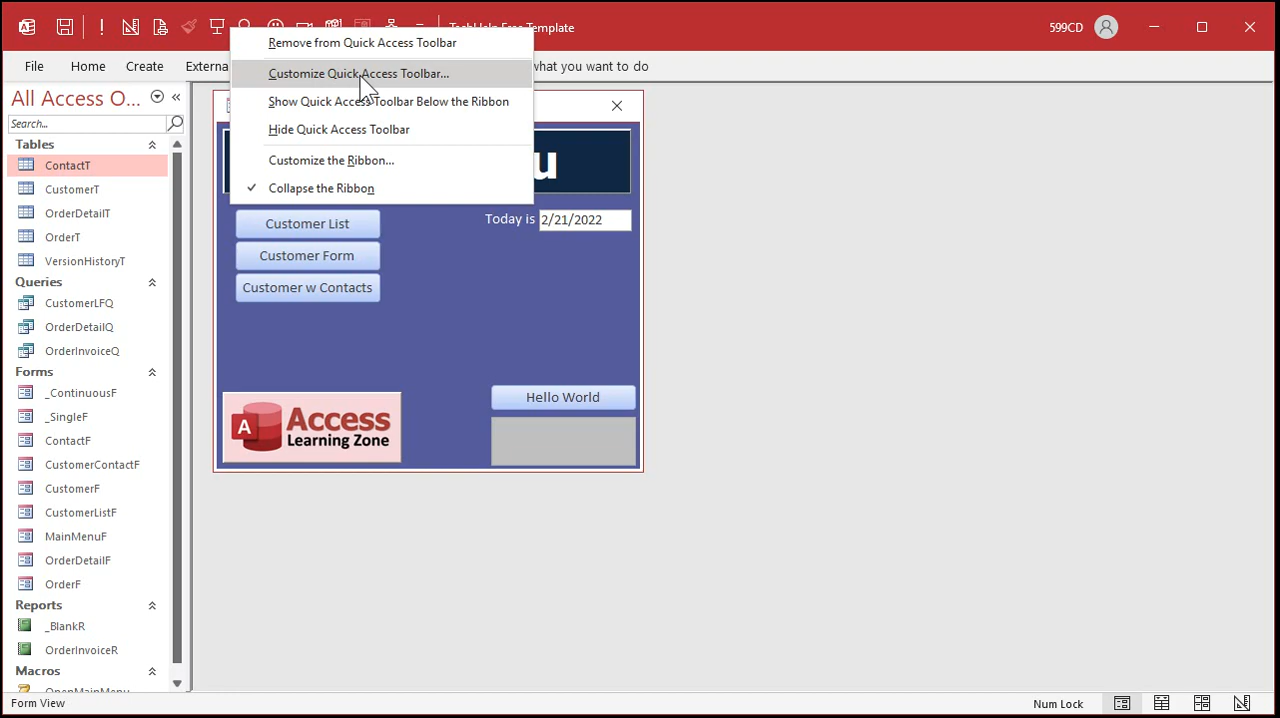 TechHelp Free Template
599CD
File Home Create Externa what you want to do
Remove from Quick Access Toolbar
Customize Quick Access Toolbar...
Show Quick Access Toolbar Below the Ribbon
Hide Quick Access Toolbar
Customize the Ribbon...
Collapse the Ribbon
All Access O...
Search...
Tables
ContactT
CustomerT
OrderDetailT
OrderT
VersionHistoryT
Queries
CustomerLFQ
OrderDetailQ
OrderInvoiceQ
Forms
_ContinuousF
_SingleF
ContactF
CustomerContactF
CustomerF
CustomerListF
MainMenuF
OrderDetailF
OrderF
Reports
_BlankR
OrderInvoiceR
Macros
OpenMainMenu
u
Customer List
Today is 2/21/2022
Customer Form
Customer w Contacts
Hello World
A Access
Learning Zone
Form View
Num Lock